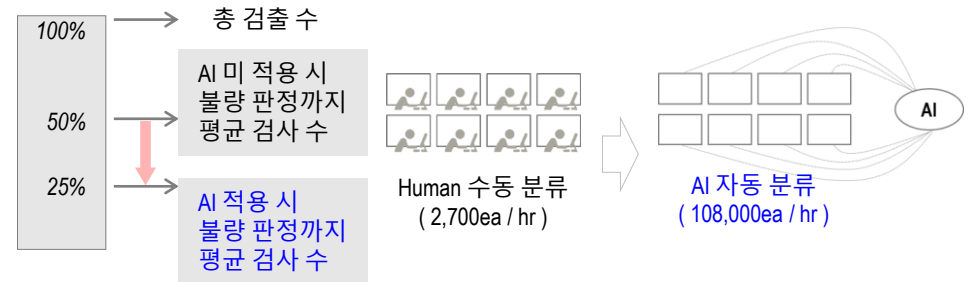 100%
총 검출 수
AI 미 적용 시
불량 판정까지
평균 검사 수
50%
25%
AI 적용 시
불량 판정까지
평균 검사 수
Human 수동 분류
( 2,700ea / hr )
AI
AI 자동 분류
( 108,000ea / hr )